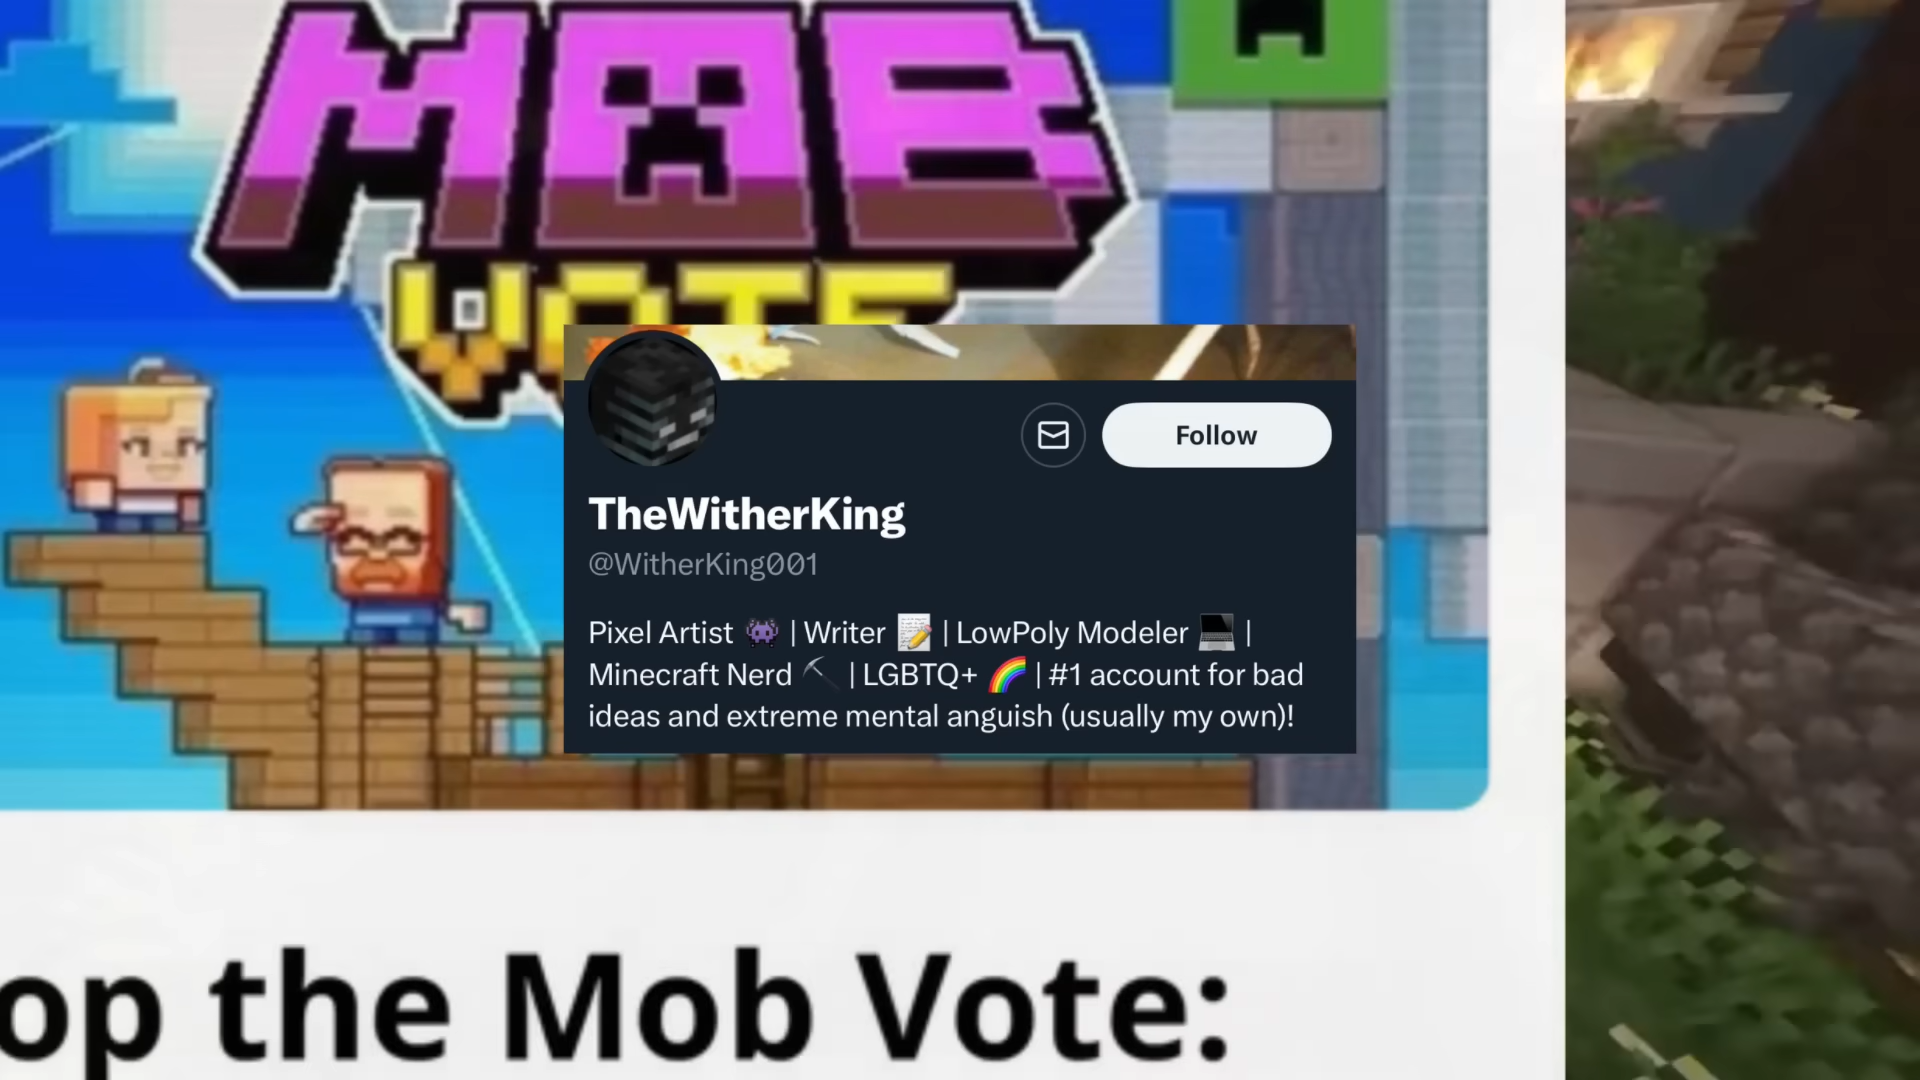 MOB
VOTE
Follow
TheWitherKing
@WitherKing001
Pixel Artist 👾 | Writer 📝 | LowPoly Modeler 💻 |
Minecraft Nerd ⛏️ | LGBTQ+ 🌈 | #1 account for bad
ideas and extreme mental anguish (usually my own)!
op the Mob Vote: